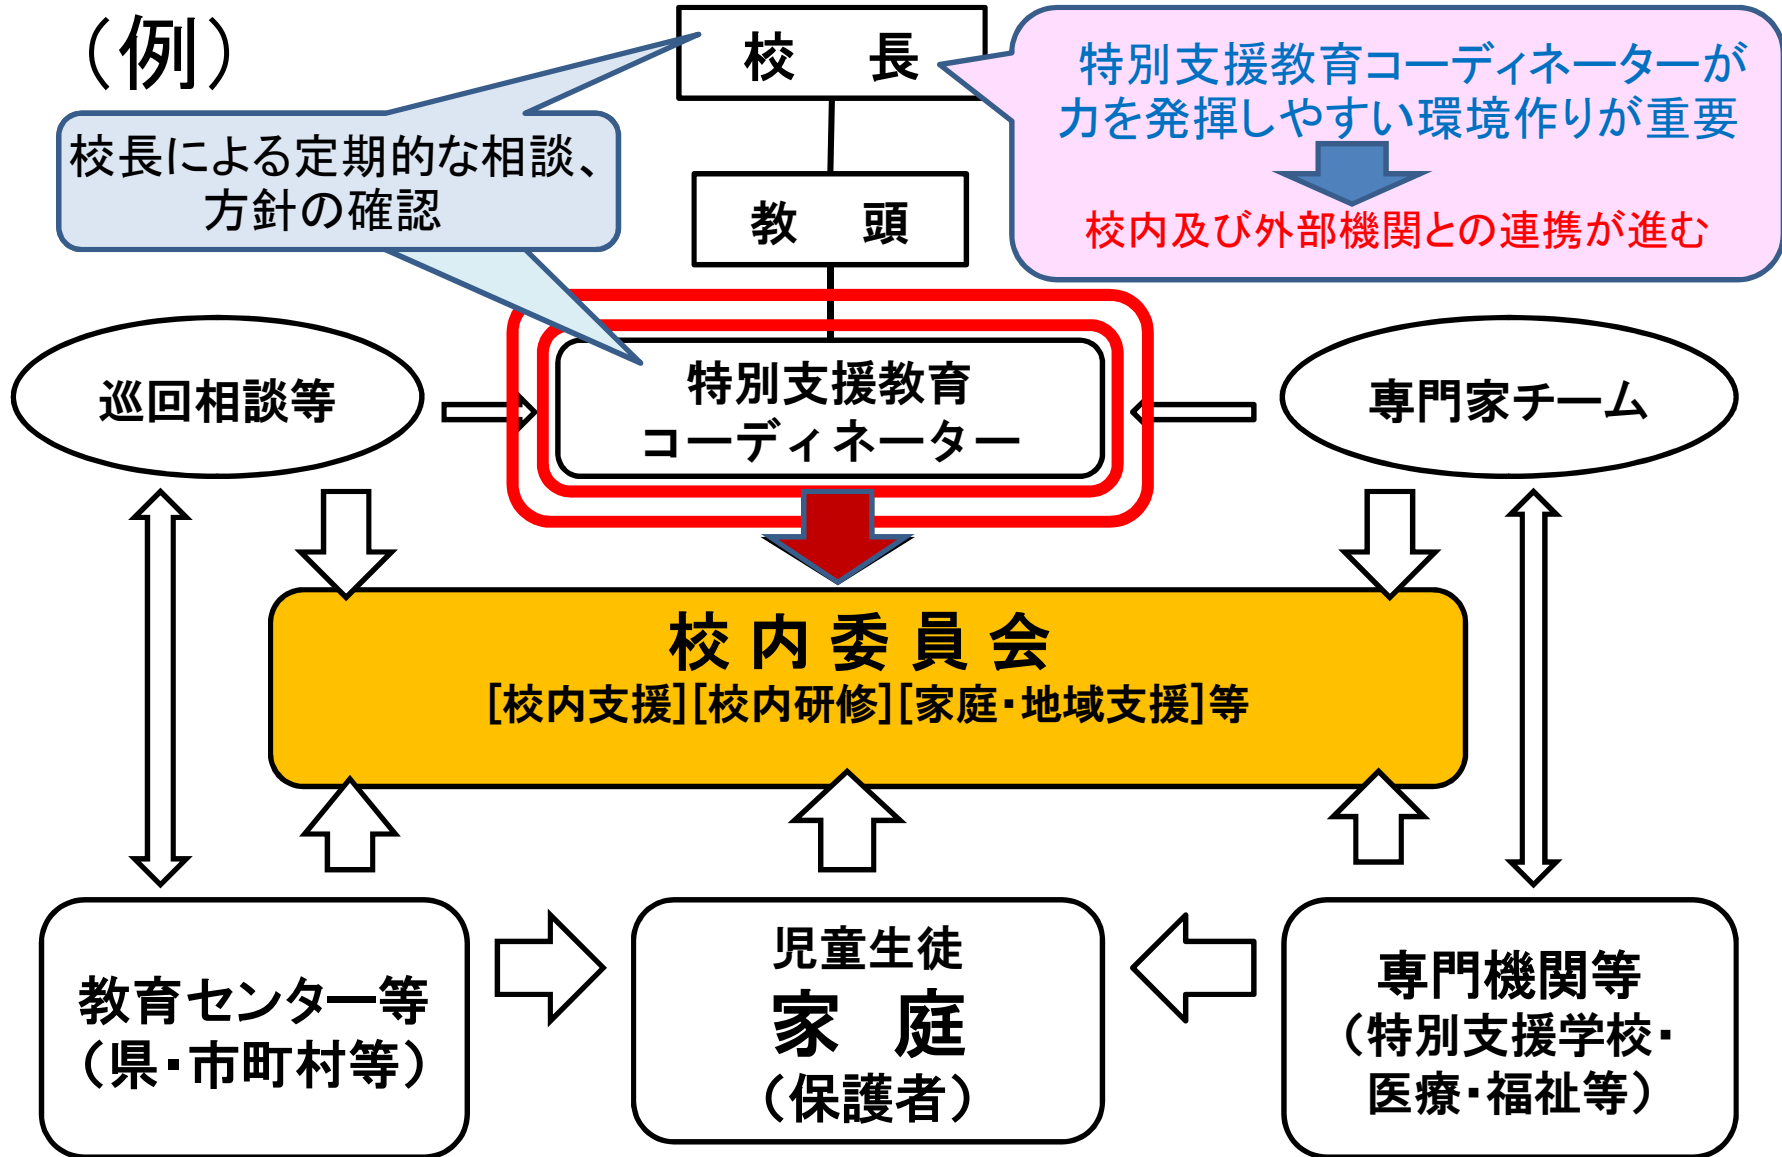 （例）
校　長
特別支援教育コーディネーターが
力を発揮しやすい環境作りが重要
校内及び外部機関との連携が進む
校長による定期的な相談、
方針の確認
教　頭
巡回相談等
特別支援教育
コーディネーター
専門家チーム
校内委員会
[校内支援][校内研修][家庭・地域支援]等
教育センター等
（県・市町村等）
児童生徒
家　庭
（保護者）
専門機関等
（特別支援学校・
医療・福祉等）